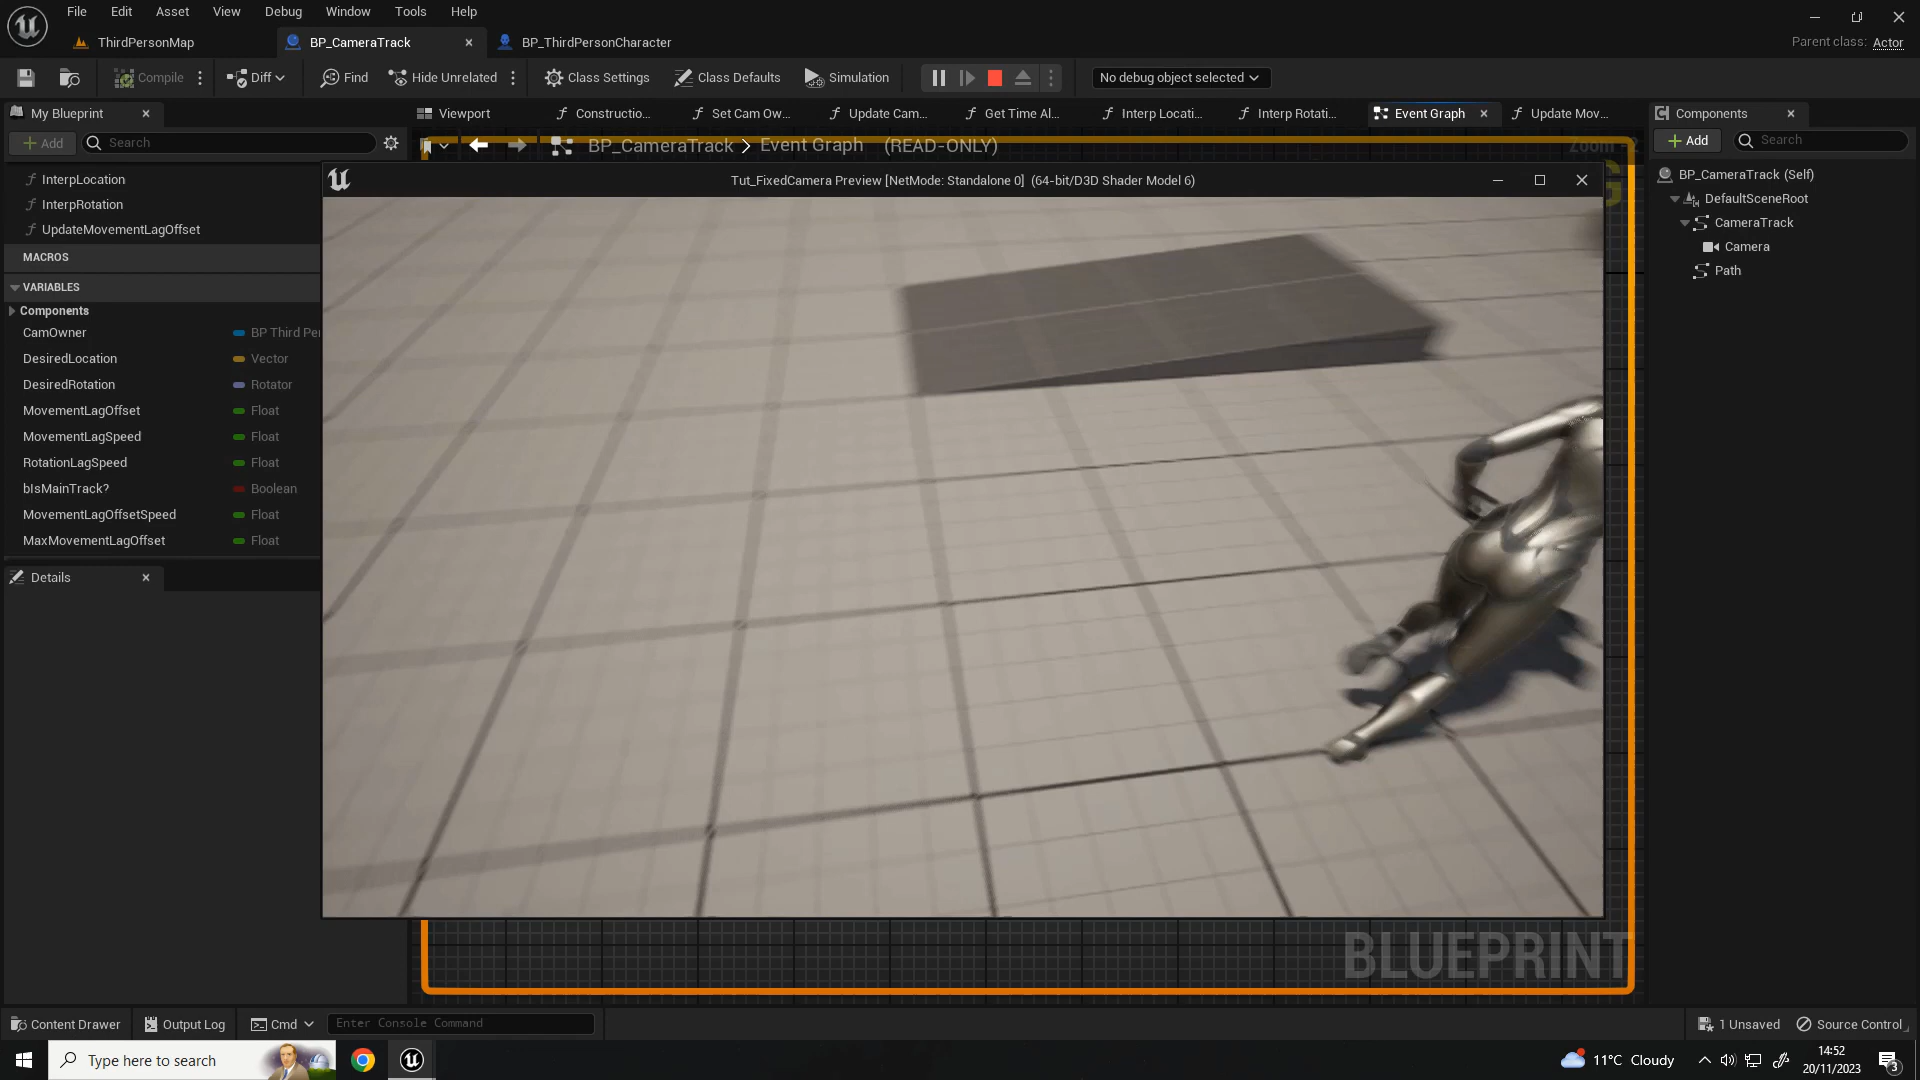 File Edit Asset View Debug Window Tools Help
ThirdPersonMap
BP_CameraTrack
BP_ThirdPersonCharacter
Parent class: Actor
Compile
Diff
Find
Hide Unrelated
Class Settings
Class Defaults
Simulation
No debug object selected
My Blueprint
Viewport
Constructio...
Set Cam Ow...
Update Cam...
Get Time Al...
Interp Locati...
Interp Rotati...
Event Graph
Update Mov...
Components
Add
Search
BP_CameraTrack > Event Graph (READ-ONLY)
Zoom -2
Add
Search
InterpLocation
InterpRotation
UpdateMovementLagOffset
MACROS
VARIABLES
Components
CamOwner BP Third Per
DesiredLocation Vector
DesiredRotation Rotator
MovementLagOffset Float
MovementLagSpeed Float
RotationLagSpeed Float
bIsMainTrack? Boolean
MovementLagOffsetSpeed Float
MaxMovementLagOffset Float
Details
Tut_FixedCamera Preview [NetMode: Standalone 0] (64-bit/D3D Shader Model 6)
G
BP_CameraTrack (Self)
DefaultSceneRoot
CameraTrack
Camera
Path
BLUEPRINT
Content Drawer
Output Log
Cmd
Enter Console Command
1 Unsaved
Source Control
Type here to search
11°C Cloudy
14:52
20/11/2023
3